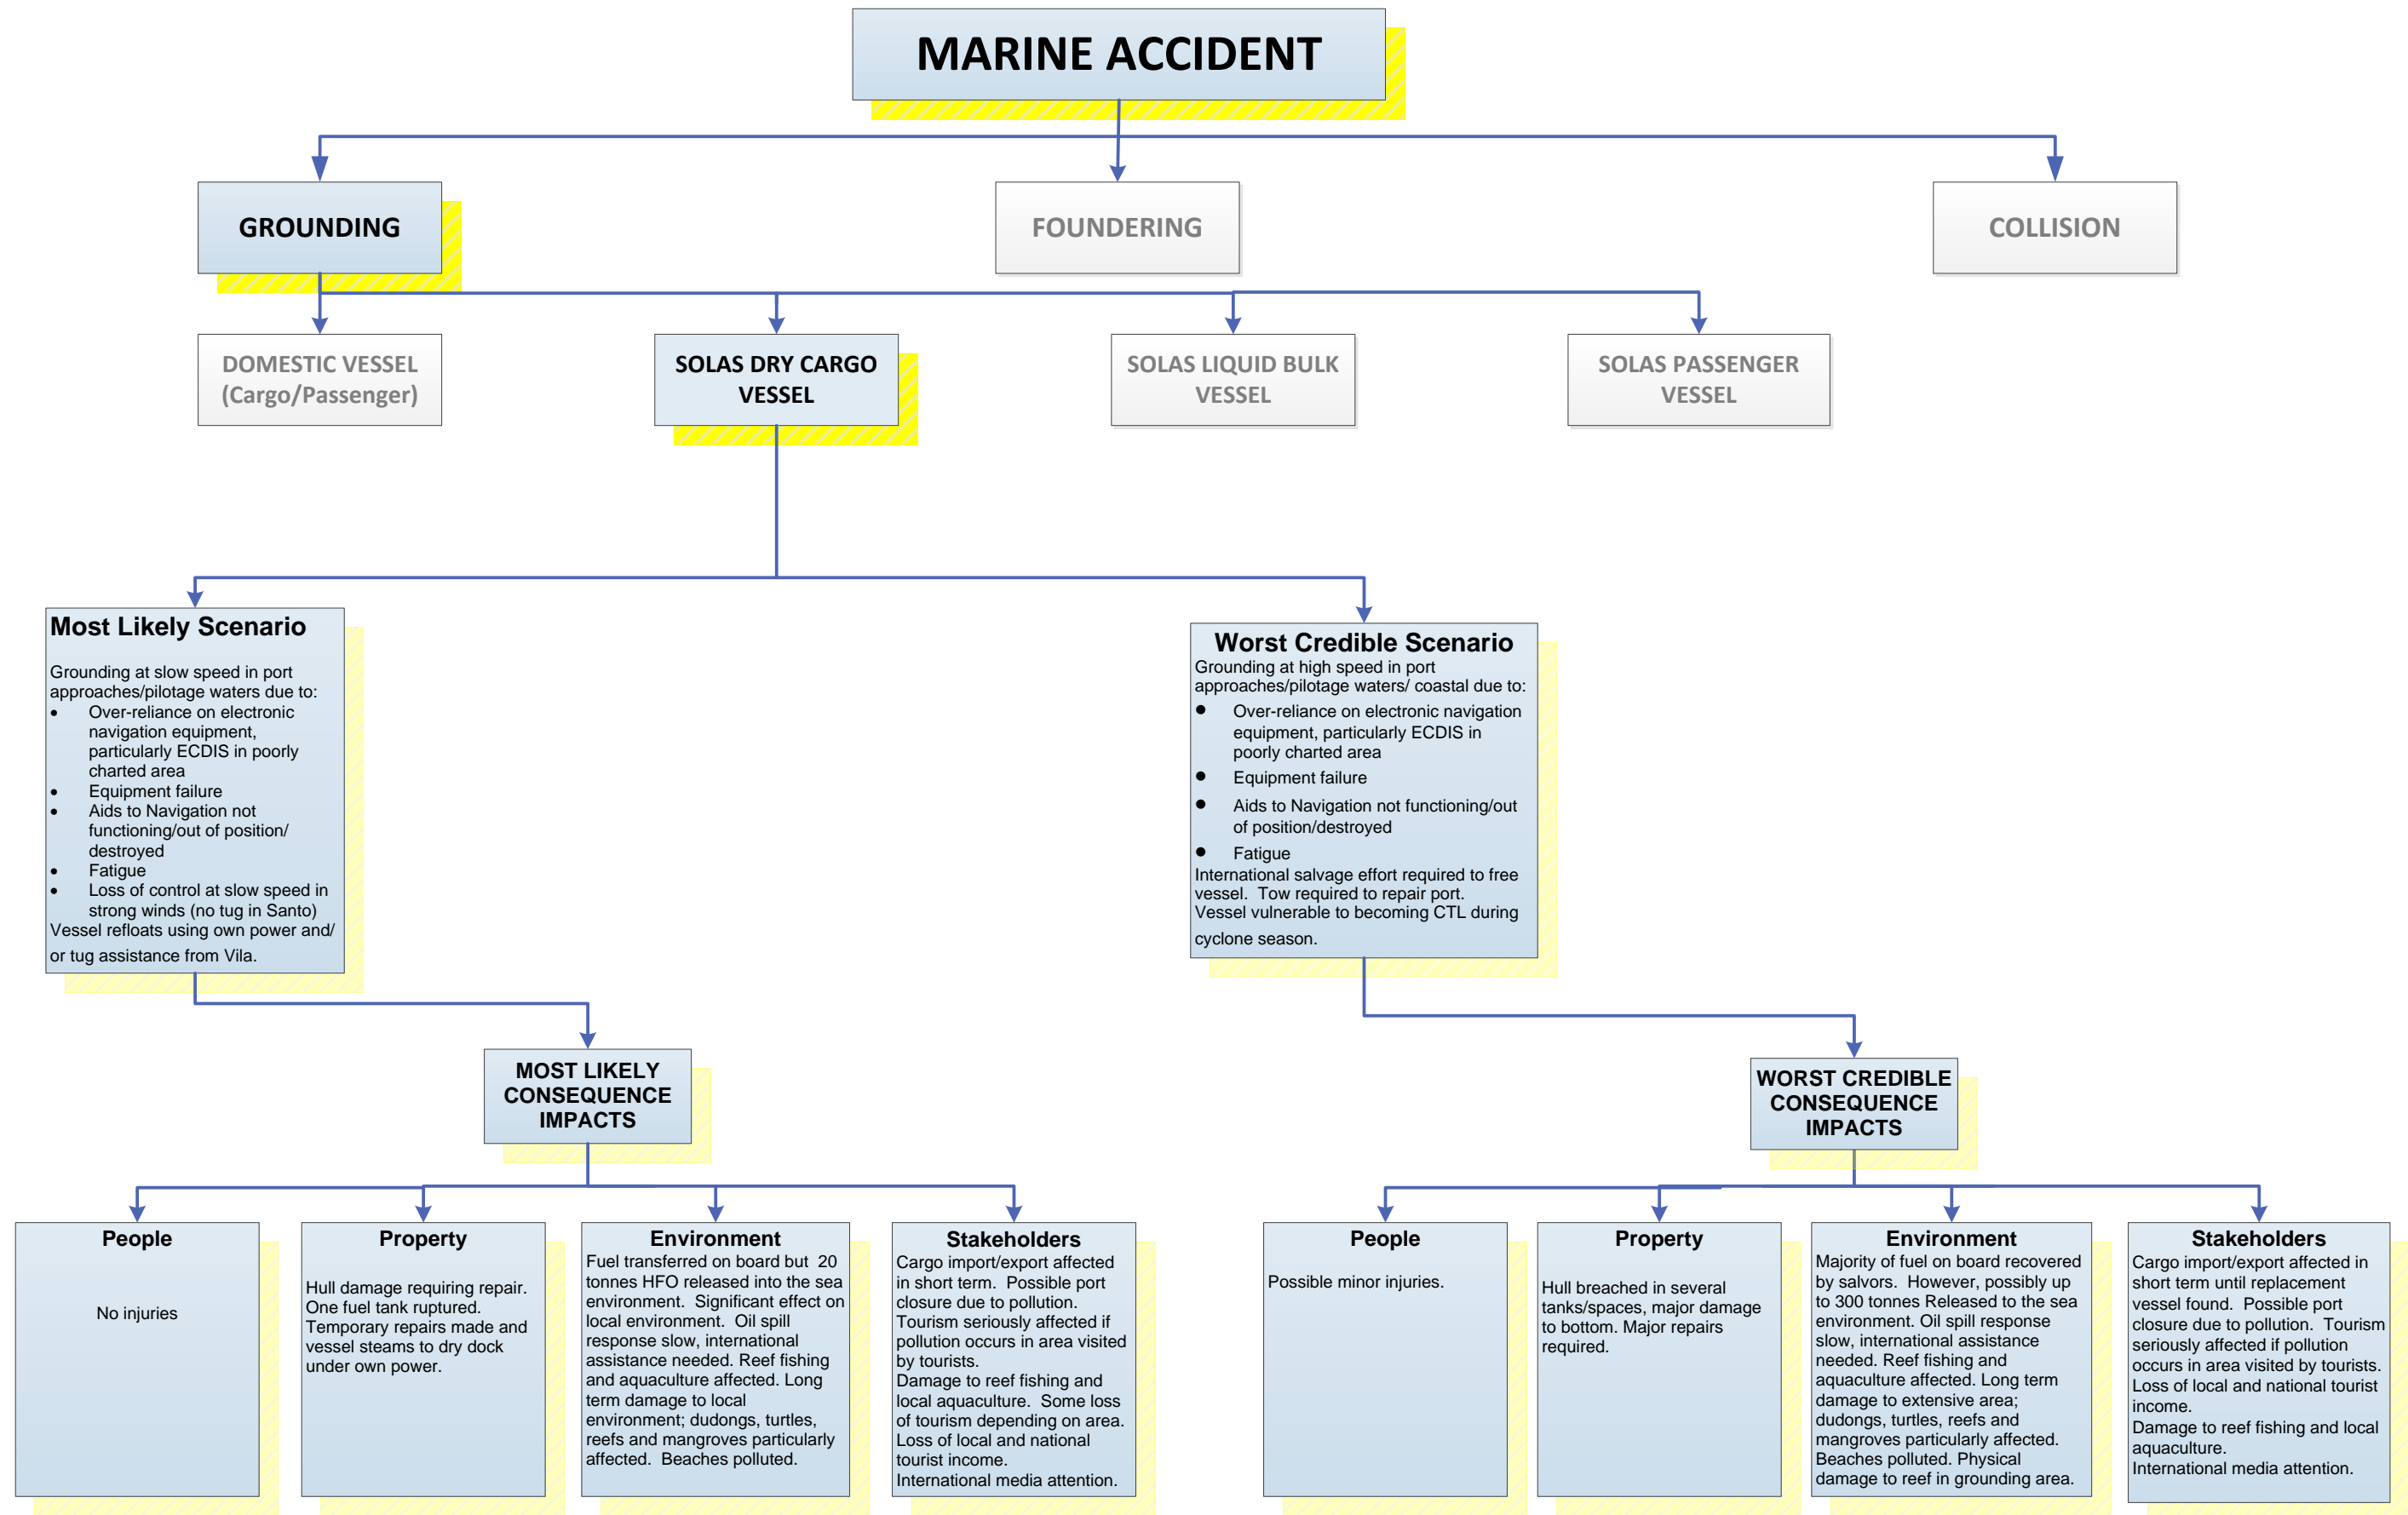 MARINE ACCIDENT
GROUNDING
FOUNDERING
COLLISION
DOMESTIC VESSEL
(Cargo/Passenger)
SOLAS DRY CARGO
VESSEL
SOLAS LIQUID BULK
VESSEL
SOLAS PASSENGER
VESSEL
Most Likely Scenario
Grounding at slow speed in port
approaches/pilotage waters due to:
• Over-reliance on electronic
navigation equipment,
particularly ECDIS in poorly
charted area
• Equipment failure
• Aids to Navigation not
functioning/out of position/
destroyed
• Fatigue
• Loss of control at slow speed in
strong winds (no tug in Santo)
Vessel refloats using own power and/
or tug assistance from Vila.
Worst Credible Scenario
Grounding at high speed in port
approaches/pilotage waters/ coastal due to:
• Over-reliance on electronic navigation
equipment, particularly ECDIS in
poorly charted area
• Equipment failure
• Aids to Navigation not functioning/out
of position/destroyed
• Fatigue
International salvage effort required to free
vessel.  Tow required to repair port.
Vessel vulnerable to becoming CTL during
cyclone season.
MOST LIKELY
CONSEQUENCE
IMPACTS
WORST CREDIBLE
CONSEQUENCE
IMPACTS
People
No injuries
Property
Hull damage requiring repair.
One fuel tank ruptured.
Temporary repairs made and
vessel steams to dry dock
under own power.
Environment
Fuel transferred on board but  20
tonnes HFO released into the sea
environment.  Significant effect on
local environment.  Oil spill
response slow, international
assistance needed. Reef fishing
and aquaculture affected. Long
term damage to local
environment; dudongs, turtles,
reefs and mangroves particularly
affected.  Beaches polluted.
Stakeholders
Cargo import/export affected
in short term.  Possible port
closure due to pollution.
Tourism seriously affected if
pollution occurs in area visited
by tourists.
Damage to reef fishing and
local aquaculture.  Some loss
of tourism depending on area.
Loss of local and national
tourist income.
International media attention.
People
Possible minor injuries.
Property
Hull breached in several
tanks/spaces, major damage
to bottom. Major repairs
required.
Environment
Majority of fuel on board recovered
by salvors.  However, possibly up
to 300 tonnes Released to the sea
environment. Oil spill response
slow, international assistance
needed. Reef fishing and
aquaculture affected. Long term
damage to extensive area;
dudongs, turtles, reefs and
mangroves particularly affected.
Beaches polluted. Physical
damage to reef in grounding area.
Stakeholders
Cargo import/export affected in
short term until replacement
vessel found.  Possible port
closure due to pollution.  Tourism
seriously affected if pollution
occurs in area visited by tourists.
Loss of local and national tourist
income.
Damage to reef fishing and local
aquaculture.
International media attention.